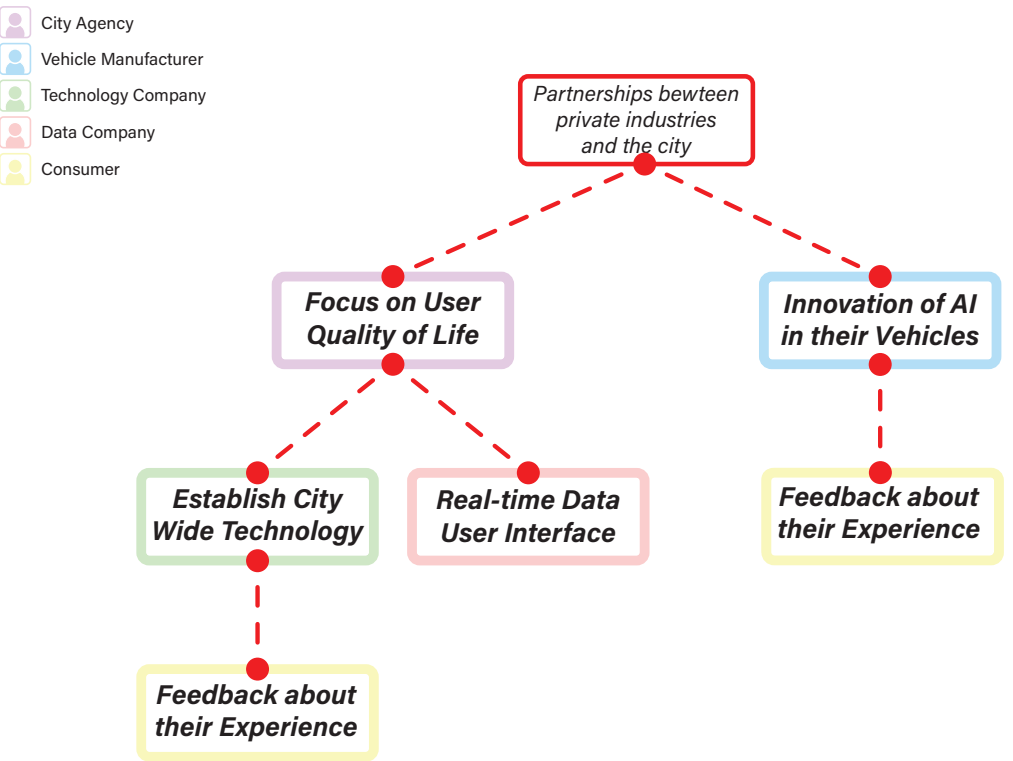 City Agency
Vehicle Manufacturer
Technology Company
Data Company
Consumer
Partnerships bewteen
private industries
and the city
Focus on User
Quality of Life
Innovation of AI
in their Vehicles
Establish City
Wide Technology
Real-time Data
User Interface
Feedback about
their Experience
Feedback about
their Experience